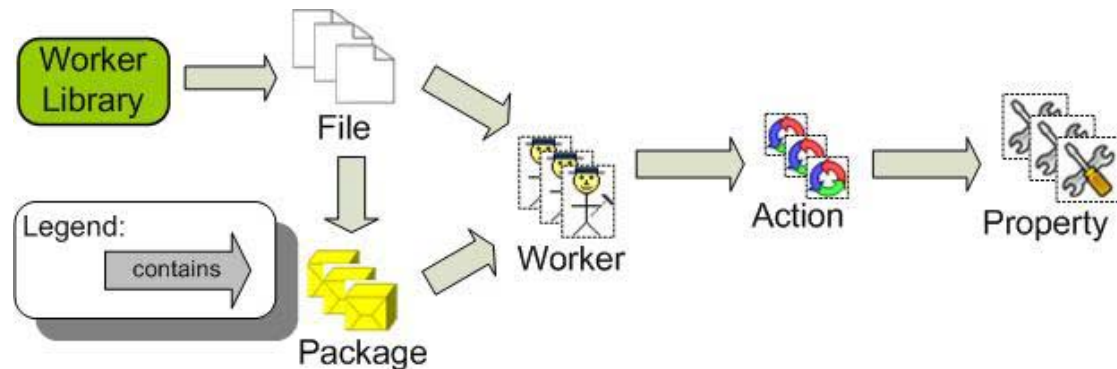 Worker
Library
File
Worker
Action
Property
Legend:
contains
Package